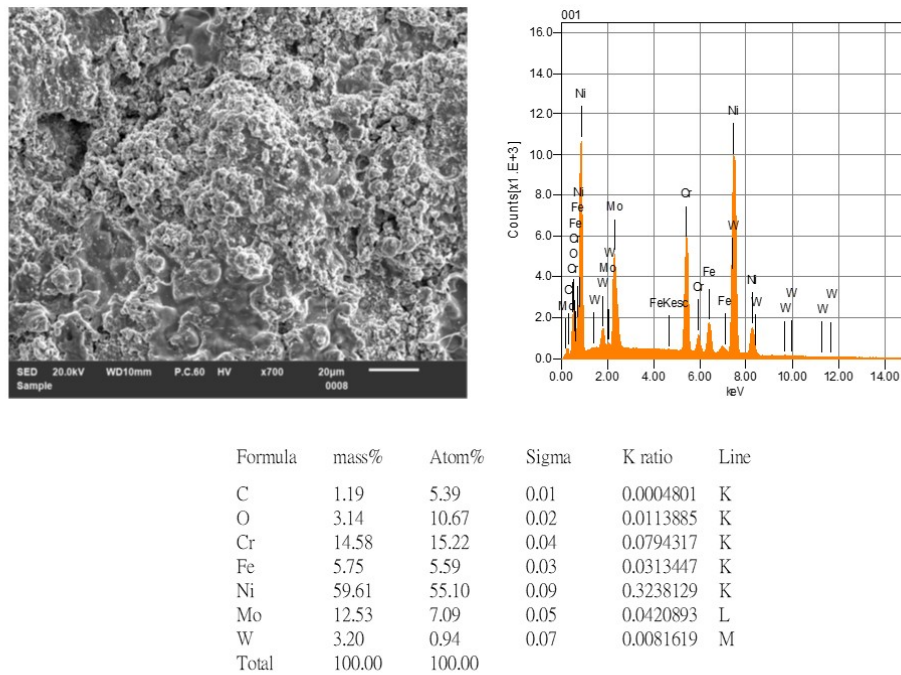 001
16.0
14.0
12.0
10.0
8.0
6.0
4.0
2.0
0.0
Counts[x1.E+3]
Ni
Ni
Fe
Fe
Cr
O
Cr
C
Mo
W
Mo
W
Mo
W
Cr
Cr
Fe
FeKesc
Fe
Ni
W
Ni
W
W
W
W
W
0.00 2.00 4.00 6.00 8.00 10.00 12.00 14.00
keV
SED 20.0kV WD10mm P.C.60 HV x700 20µm
Sample 0008
Formula mass% Atom% Sigma K ratio Line
C 1.19 5.39 0.01 0.0004801 K
O 3.14 10.67 0.02 0.0113885 K
Cr 14.58 15.22 0.04 0.0794317 K
Fe 5.75 5.59 0.03 0.0313447 K
Ni 59.61 55.10 0.09 0.3238129 K
Mo 12.53 7.09 0.05 0.0420893 L
W 3.20 0.94 0.07 0.0081619 M
Total 100.00 100.00